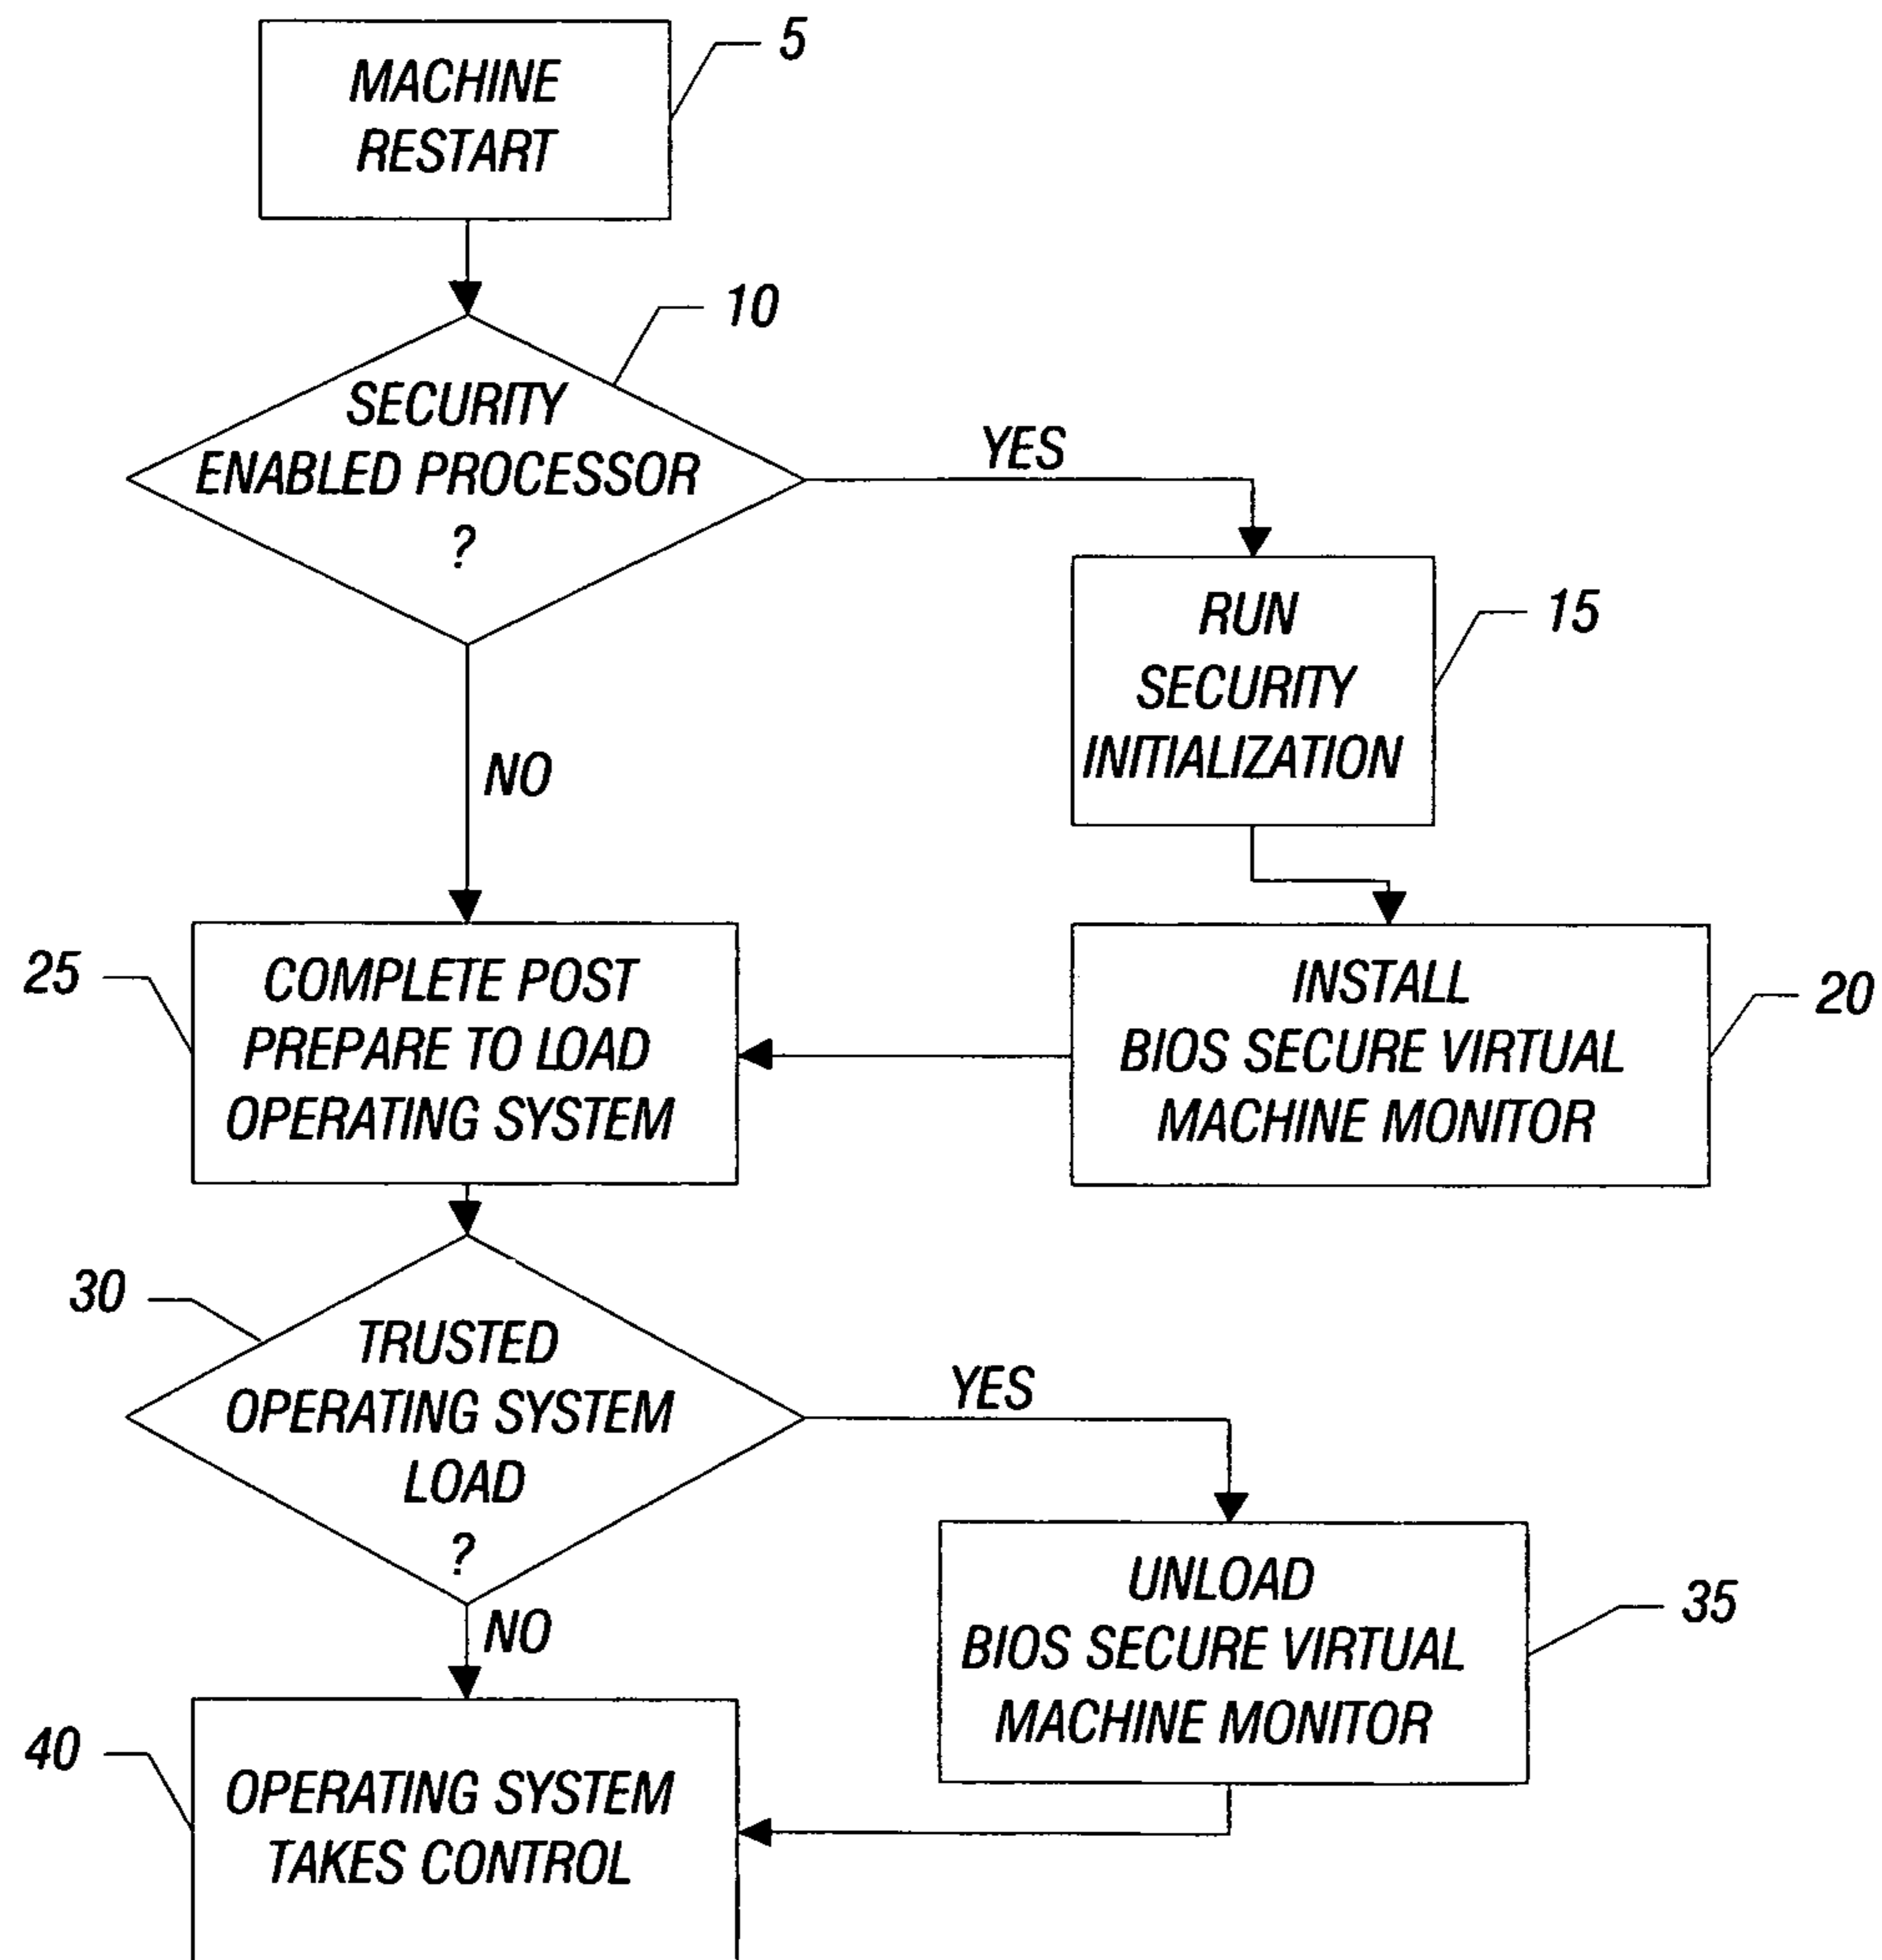 MACHINE
RESTART
5
10
SECURITY
ENABLED PROCESSOR
?
YES
NO
RUN
SECURITY
INITIALIZATION
15
25
COMPLETE POST
PREPARE TO LOAD
OPERATING SYSTEM
INSTALL
BIOS SECURE VIRTUAL
MACHINE MONITOR
20
30
TRUSTED
OPERATING SYSTEM
LOAD
?
YES
NO
UNLOAD
BIOS SECURE VIRTUAL
MACHINE MONITOR
35
40
OPERATING SYSTEM
TAKES CONTROL